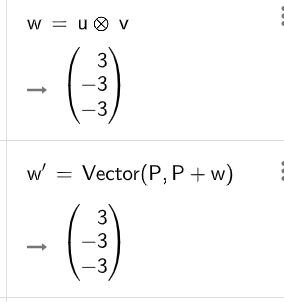 w = u ⊗ v
→ ( 3
−3
−3 )
w′ = Vector(P, P + w)
→ ( 3
−3
−3 )